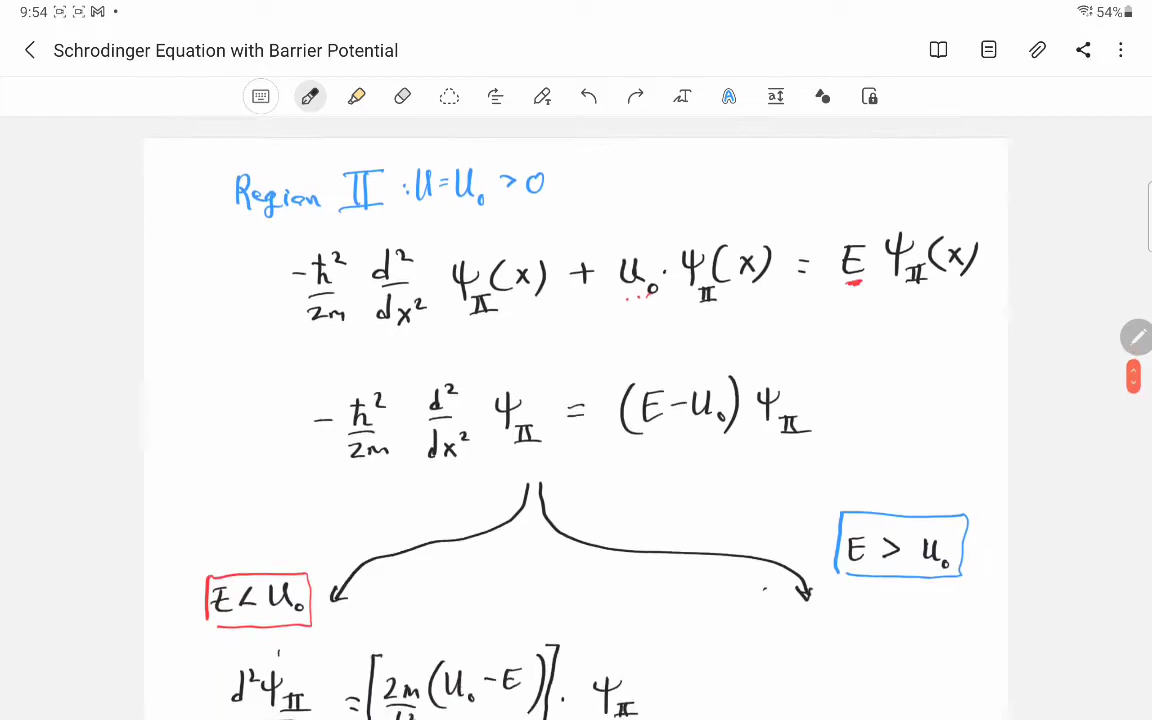 9:54 54%
Schrodinger Equation with Barrier Potential
Region II : U = U₀ > 0
-ħ²/2m d²/dx² ψ_II(x) + U₀ · ψ_II(x) = E ψ_II(x)
-ħ²/2m d²/dx² ψ_II = (E - U₀) ψ_II
E > U₀
E < U₀
d²ψ_II = [2m (U₀ - E)] · ψ_II